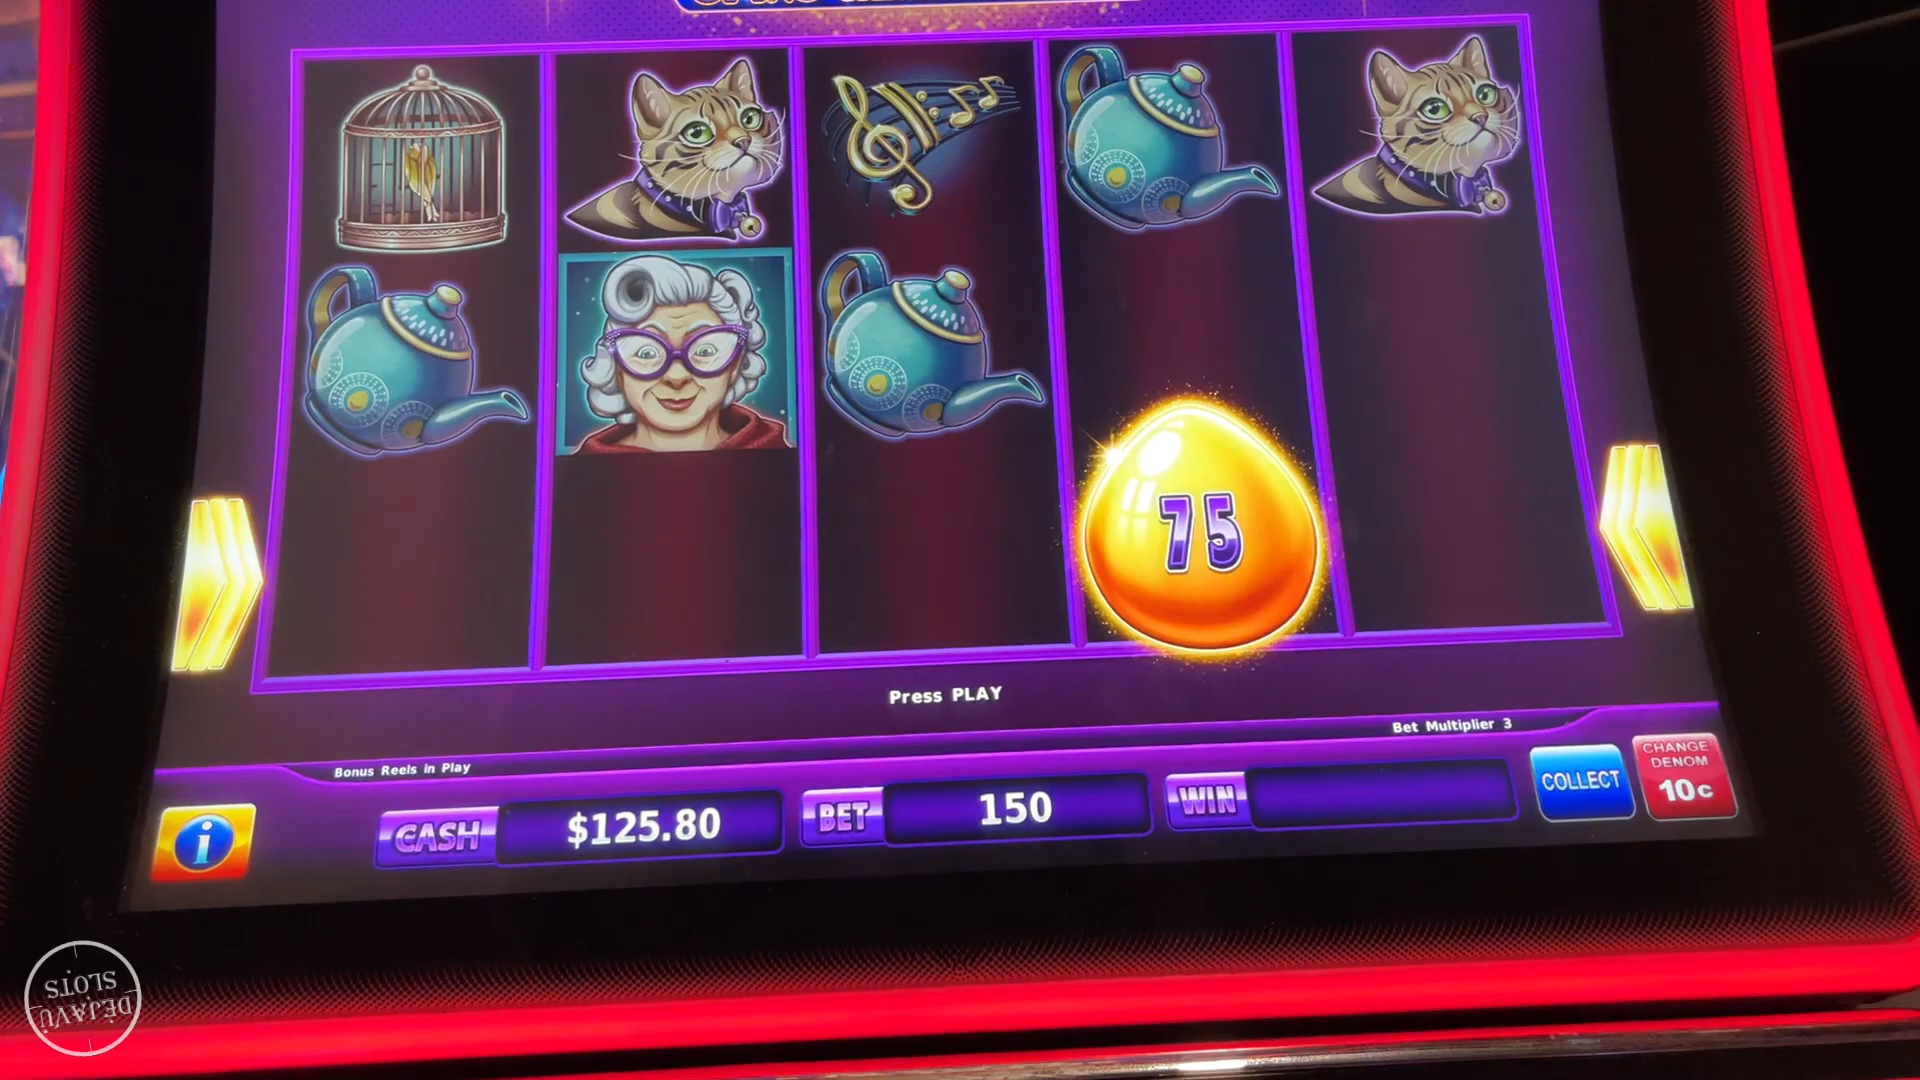 75
Press PLAY
Bet Multiplier 3
Bonus Reels in Play
CASH $125.80
BET 150
WIN
COLLECT
CHANGE
DENOM
10¢
i
SLOTS
DEJAVU